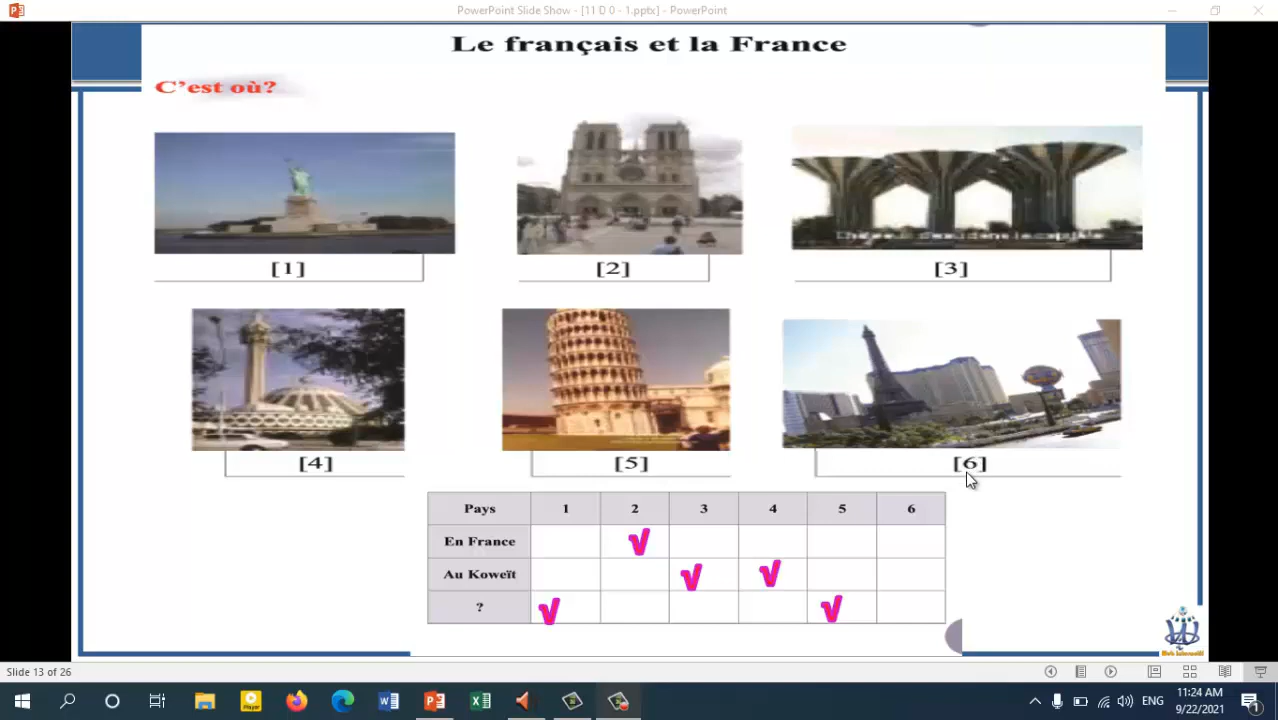 PowerPoint Slide Show - [11 0 - 1.pptx] - PowerPoint
Le français et la France
C'est où?
[1]
[2]
[3]
[4]
[5]
[6]
Pays 1 2 3 4 5 6
En France
Au Koweït
?
Slide 13 of 26
Player
ENG
11:24 AM
9/22/2021
1